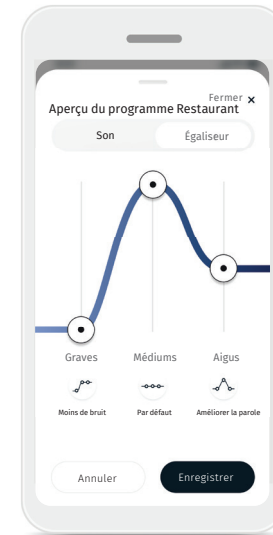 Fermer ×
Aperçu du programme Restaurant
Son Égaliseur
Graves Médiums Aigus
Moins de bruit Par défaut Améliorer la parole
Annuler Enregistrer